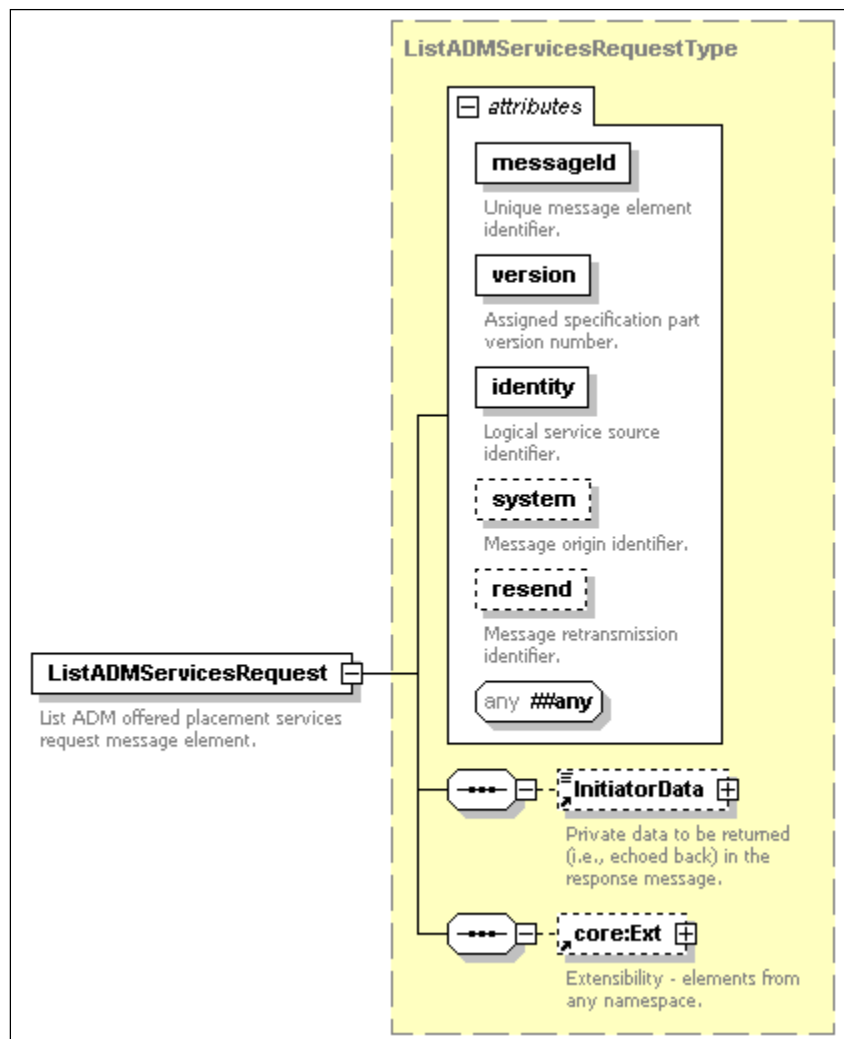 ListADMServicesRequestType
attributes
messageId
Unique message element
identifier.
version
Assigned specification part
version number.
identity
Logical service source
identifier.
system
Message origin identifier.
resend
Message retransmission
identifier.
any ##any
ListADMServicesRequest
List ADM offered placement services
request message element.
InitiatorData
Private data to be returned
(i.e., echoed back) in the
response message.
core:Ext
Extensibility - elements from
any namespace.